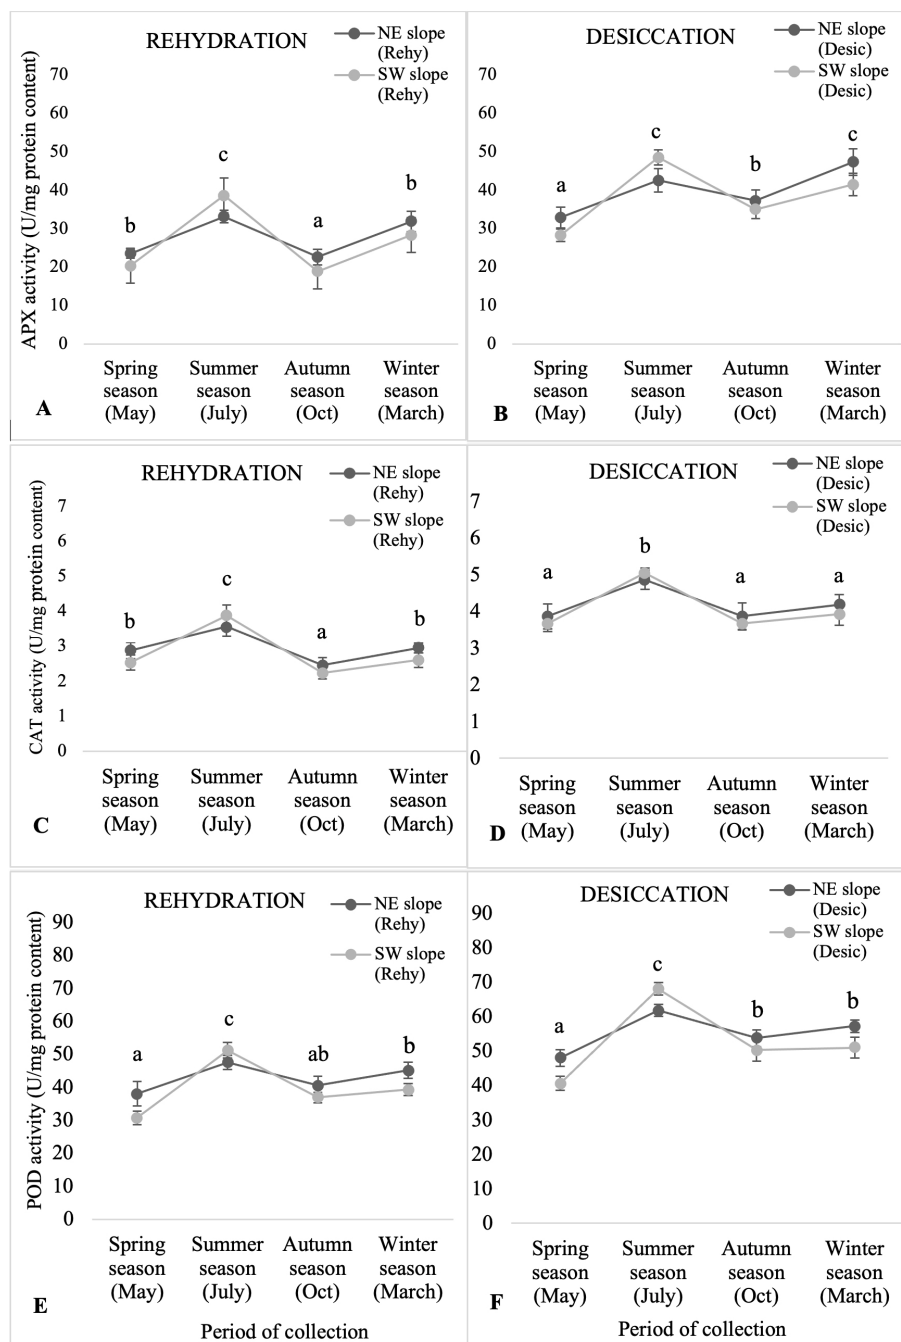 REHYDRATION
NE slope
(Rehy)
SW slope
(Rehy)
APX activity (U/mg protein content)
70
60
50
40
30
20
10
0
b
c
a
b
Spring
season
(May)
Summer
season
(July)
Autumn
season
(Oct)
Winter
season
(March)
A
DESICCATION
NE slope
(Desic)
SW slope
(Desic)
70
60
50
40
30
20
10
0
a
c
b
c
Spring
season
(May)
Summer
season
(July)
Autumn
season
(Oct)
Winter
season
(March)
B
REHYDRATION
NE slope
(Rehy)
SW slope
(Rehy)
CAT activity (U/mg protein content)
7
6
5
4
3
2
1
0
b
c
a
b
Spring
season
(May)
Summer
season
(July)
Autumn
season
(Oct)
Winter
season
(March)
C
DESICCATION
NE slope
(Desic)
SW slope
(Desic)
7
6
5
4
3
2
1
0
a
b
a
a
Spring
season
(May)
Summer
season
(July)
Autumn
season
(Oct)
Winter
season
(March)
D
REHYDRATION
NE slope
(Rehy)
SW slope
(Rehy)
POD activity (U/mg protein content)
90
80
70
60
50
40
30
20
10
0
a
c
ab
b
Spring
season
(May)
Summer
season
(July)
Autumn
season
(Oct)
Winter
season
(March)
E
Period of collection
DESICCATION
NE slope
(Desic)
SW slope
(Desic)
90
80
70
60
50
40
30
20
10
0
a
c
b
b
Spring
season
(May)
Summer
season
(July)
Autumn
season
(Oct)
Winter
season
(March)
F
Period of collection